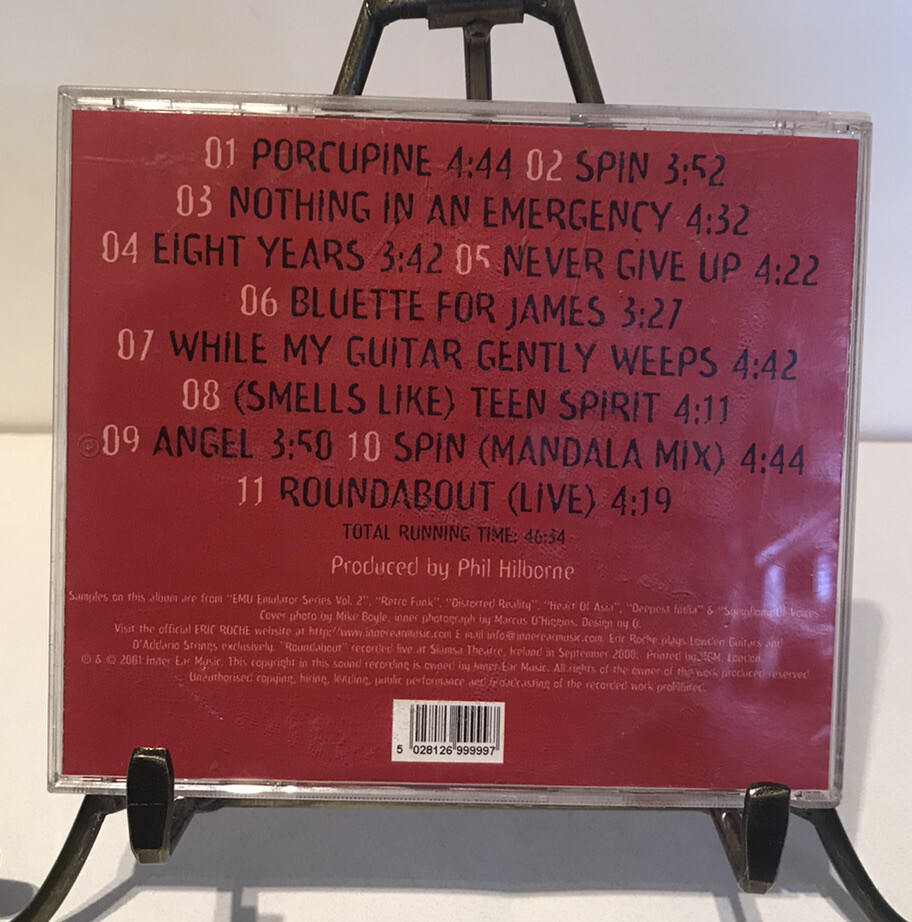 01 PORCUPINE 4:44 02 SPIN 3:52
03 NOTHING IN AN EMERGENCY 4:32
04 EIGHT YEARS 3:42 05 NEVER GIVE UP 4:22
06 BLUETTE FOR JAMES 3:27
07 WHILE MY GUITAR GENTLY WEEPS 4:42
08 (SMELLS LIKE) TEEN SPIRIT 4:11
09 ANGEL 3:50 10 SPIN (MANDALA MIX) 4:44
11 ROUNDABOUT (LIVE) 4:19
TOTAL RUNNING TIME: 46:34
Produced by Phil Hilborne
Samples on this album are from "EMU Emulator Series Vol. 2", "Retro Funk", "Distorted Reality", "Heart Of Asia", "Deepest India" & "Symphony Of Voices
Cover photo by Mike Boyle, inner photograph by Marcus O'Higgins, Design by Q.
Visit the official ERIC ROCHE website at http://www.innerearmusic.com E mail info@innerearmusic.com. Eric Roche plays Lowden Guitars and
D'Addario Strings exclusively. "Roundabout" recorded live at Siamsa Theatre, Ireland in September 2000. Printed by London
℗ & © 2001 Inner Ear Music. This copyright in this sound recording is owned by Inner Ear Music. All rights of the owner of the work produced reserved.
Unauthorised copying, hiring, lending, public performance and broadcasting of the recorded work prohibited.
5 028126 999997